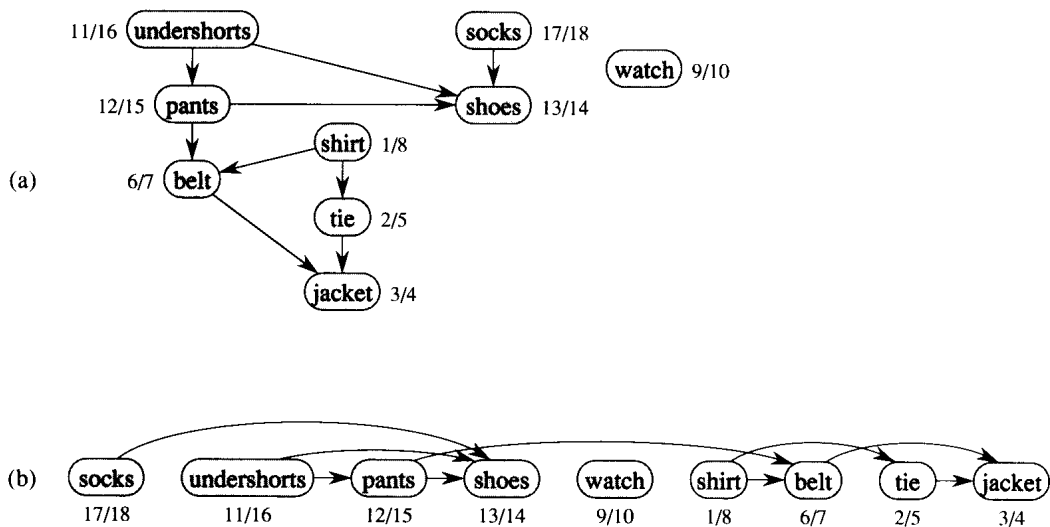 11/16 undershorts socks 17/18
watch 9/10
12/15 pants shoes 13/14
shirt 1/8
(a) 6/7 belt
tie 2/5
jacket 3/4
(b) socks undershorts pants shoes watch shirt belt tie jacket
17/18 11/16 12/15 13/14 9/10 1/8 6/7 2/5 3/4